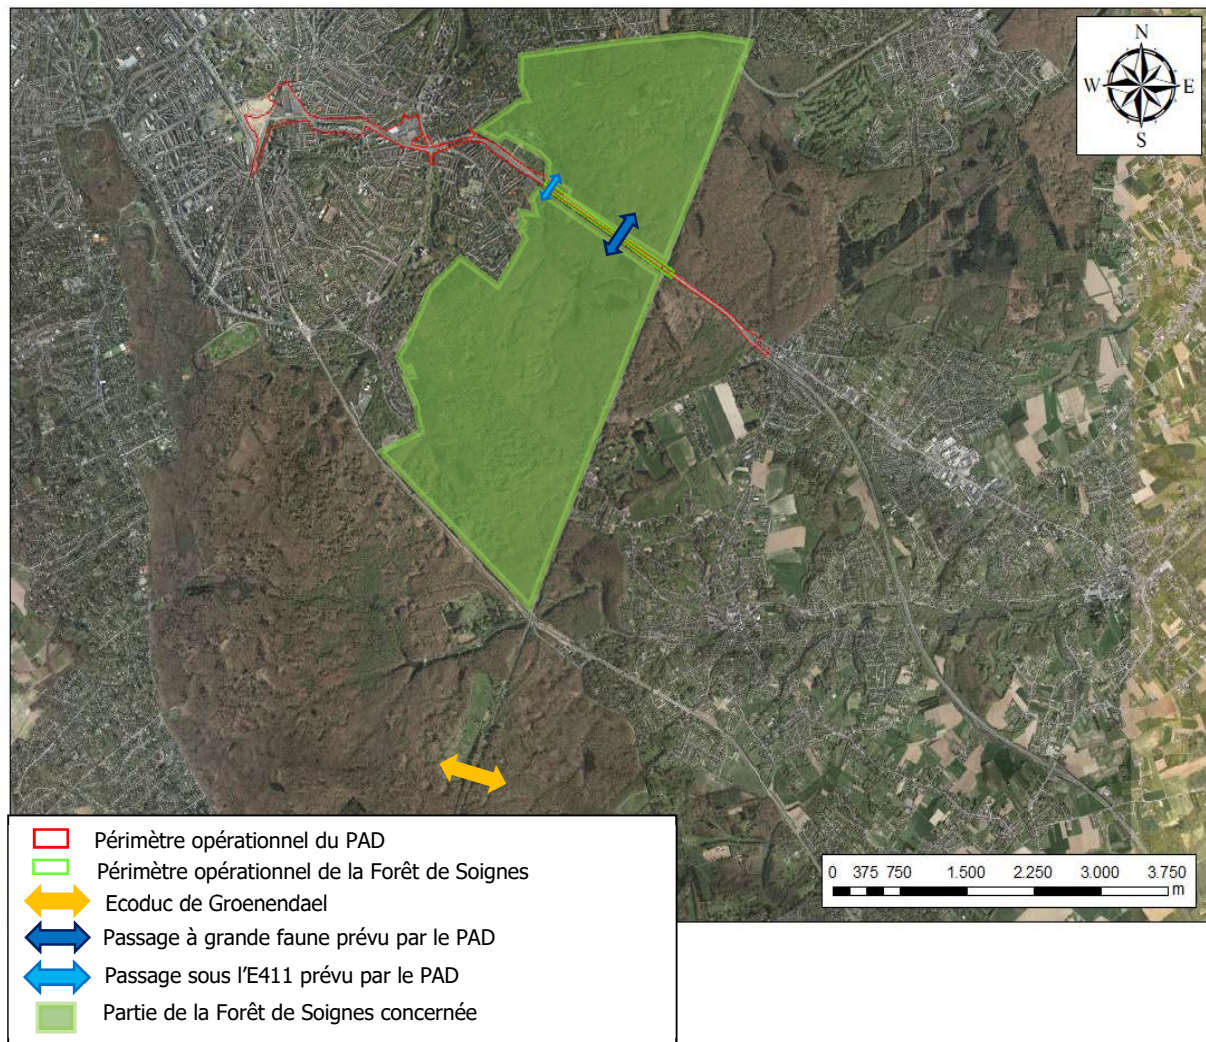 N
W E
S
Périmètre opérationnel du PAD
Périmètre opérationnel de la Forêt de Soignes
Ecoduc de Groenendael
Passage à grande faune prévu par le PAD
Passage sous l’E411 prévu par le PAD
Partie de la Forêt de Soignes concernée
0 375 750 1.500 2.250 3.000 3.750
m